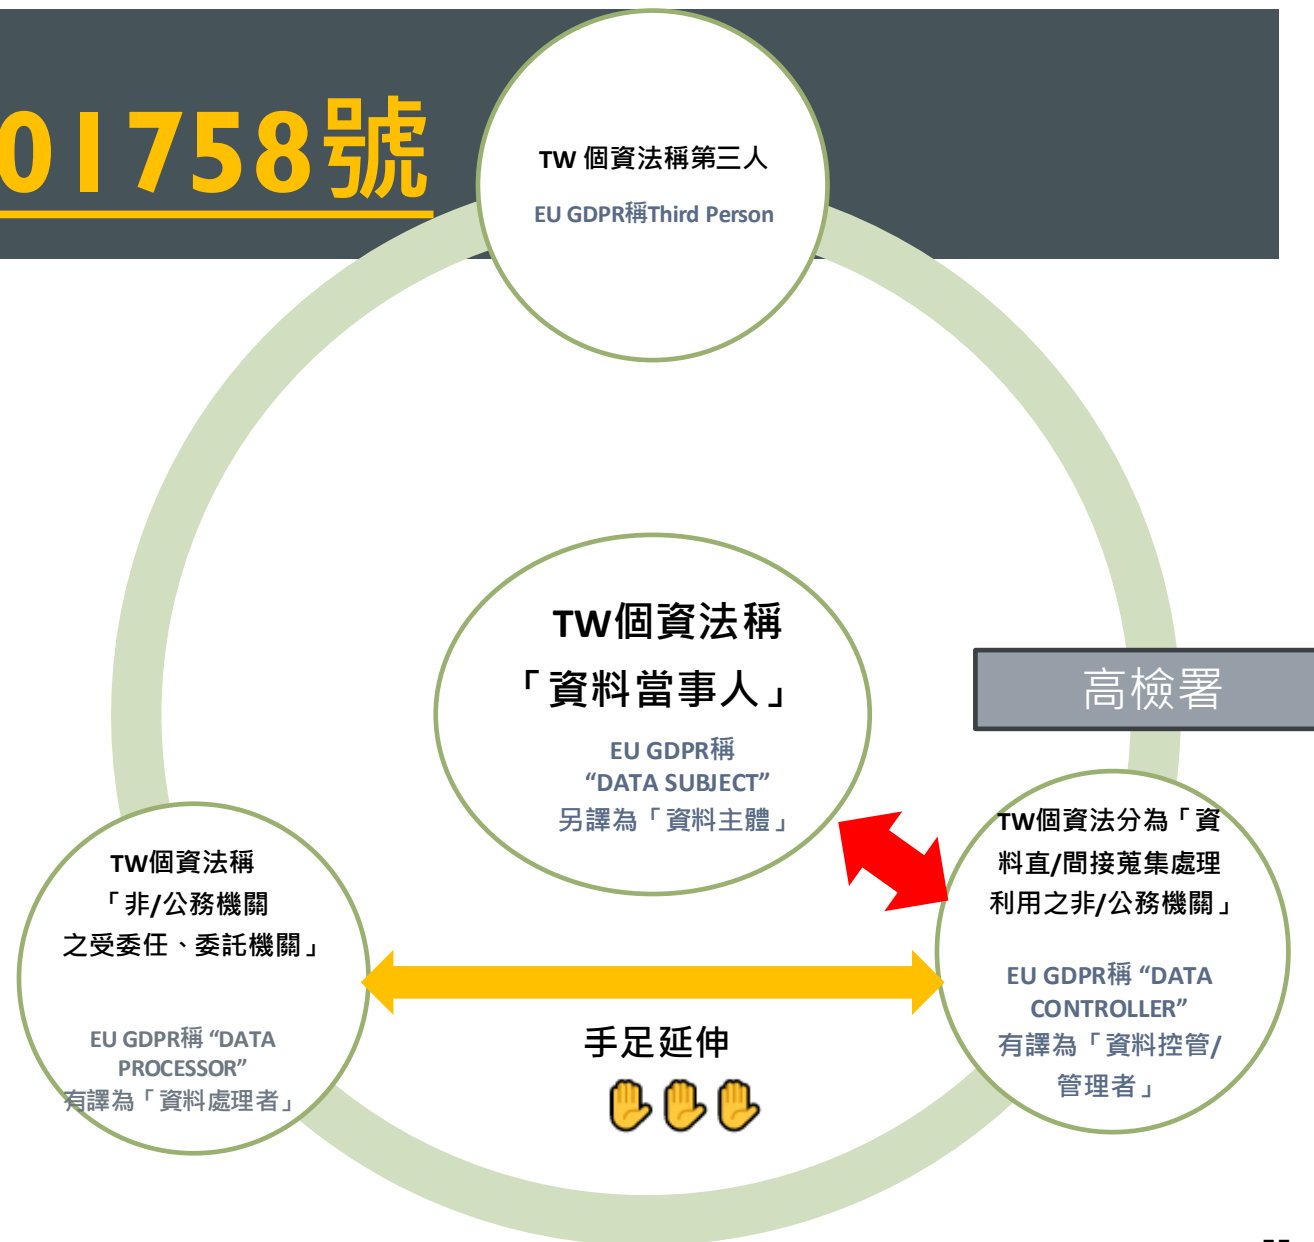 01758號
TW 個資法稱第三人
EU GDPR稱Third Person
TW個資法稱
「資料當事人」
EU GDPR稱
“DATA SUBJECT”
另譯為「資料主體」
高檢署
TW個資法分為「資
料直/間接蒐集處理
利用之非/公務機關」
EU GDPR稱 “DATA
CONTROLLER”
有譯為「資料控管/
管理者」
TW個資法稱
「非/公務機關
之受委任、委託機關」
EU GDPR稱 “DATA
PROCESSOR”
有譯為「資料處理者」
手足延伸